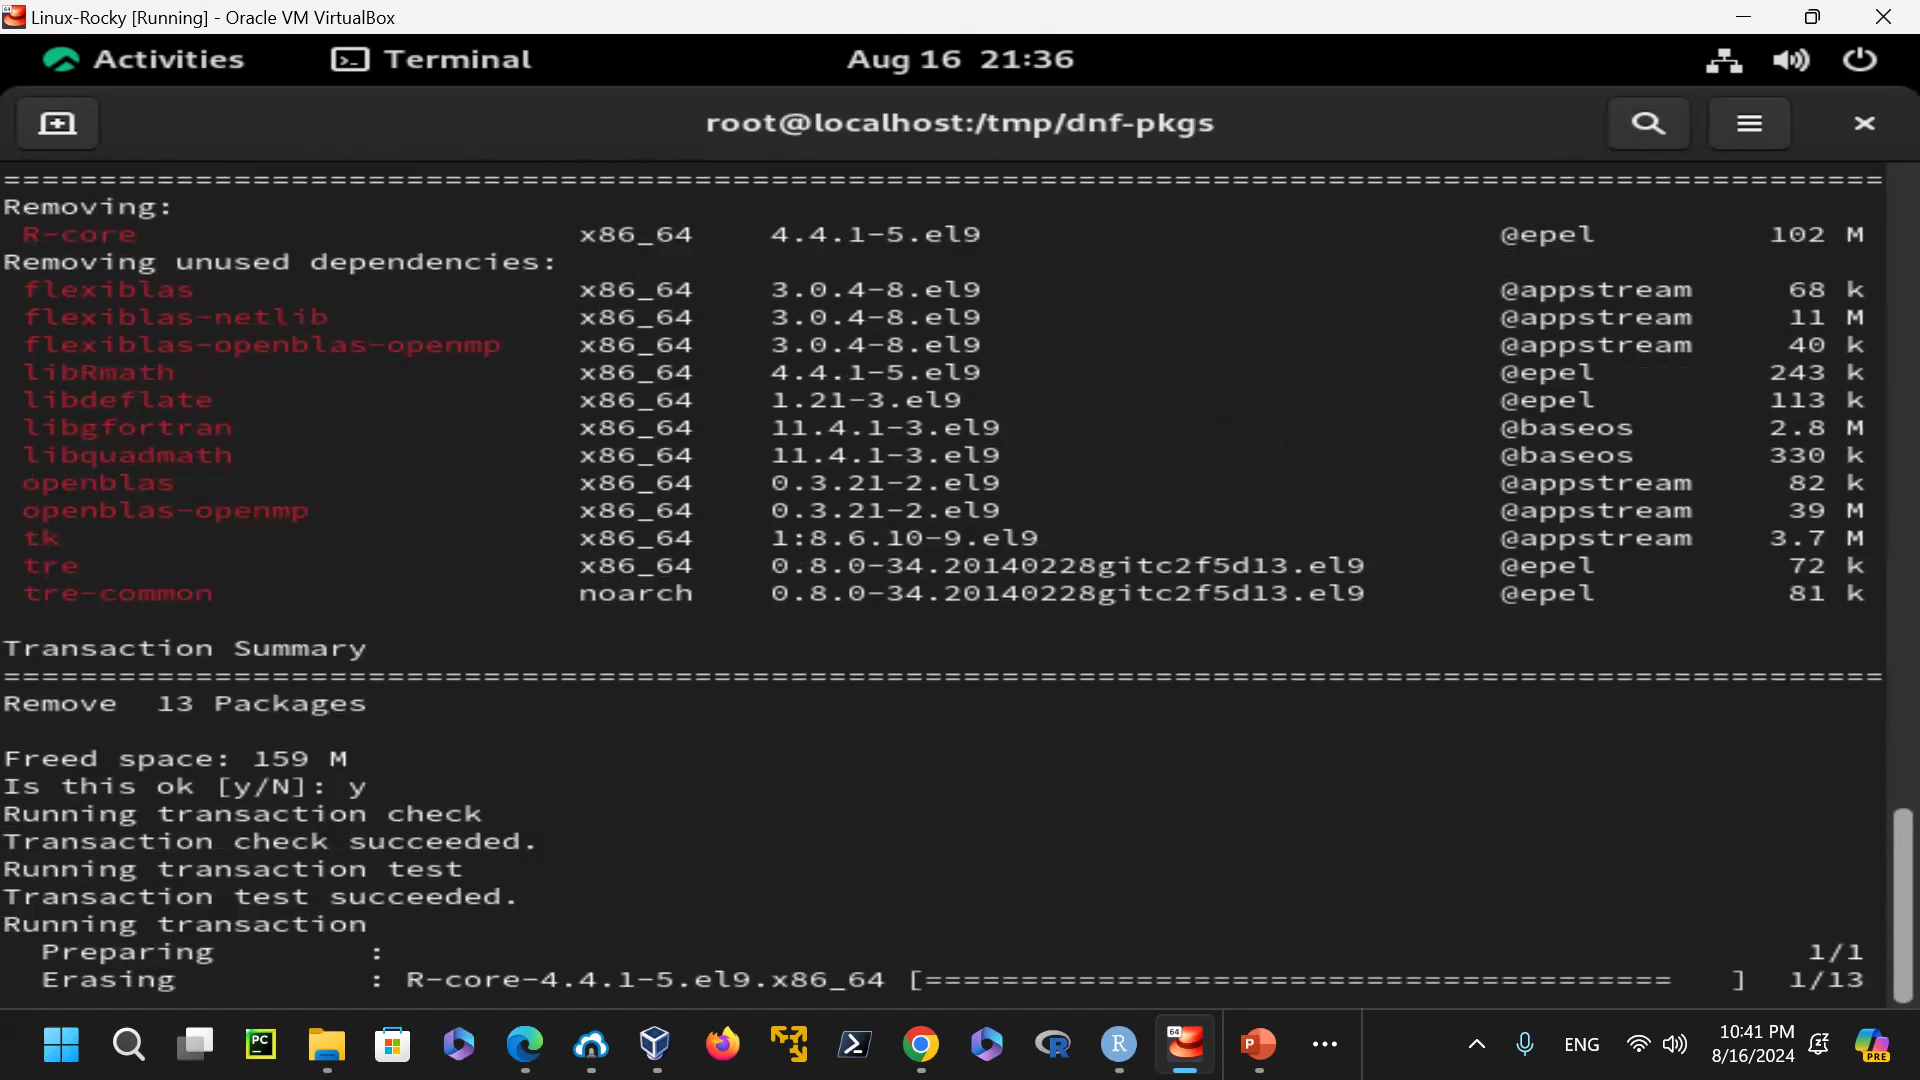 Linux-Rocky [Running] - Oracle VM VirtualBox
Activities Terminal Aug 16 21:36
root@localhost:/tmp/dnf-pkgs
================================================================================
Removing:
R-core x86_64 4.4.1-5.el9 @epel 102 M
Removing unused dependencies:
flexiblas x86_64 3.0.4-8.el9 @appstream 68 k
flexiblas-netlib x86_64 3.0.4-8.el9 @appstream 11 M
flexiblas-openblas-openmp x86_64 3.0.4-8.el9 @appstream 40 k
libRmath x86_64 4.4.1-5.el9 @epel 243 k
libdeflate x86_64 1.21-3.el9 @epel 113 k
libgfortran x86_64 11.4.1-3.el9 @baseos 2.8 M
libquadmath x86_64 11.4.1-3.el9 @baseos 330 k
openblas x86_64 0.3.21-2.el9 @appstream 82 k
openblas-openmp x86_64 0.3.21-2.el9 @appstream 39 M
tk x86_64 1:8.6.10-9.el9 @appstream 3.7 M
tre x86_64 0.8.0-34.20140228gitc2f5d13.el9 @epel 72 k
tre-common noarch 0.8.0-34.20140228gitc2f5d13.el9 @epel 81 k
Transaction Summary
================================================================================
Remove 13 Packages
Freed space: 159 M
Is this ok [y/N]: y
Running transaction check
Transaction check succeeded.
Running transaction test
Transaction test succeeded.
Running transaction
Preparing : 1/1
Erasing : R-core-4.4.1-5.el9.x86_64 [======================================= ] 1/13
ENG 10:41 PM
8/16/2024